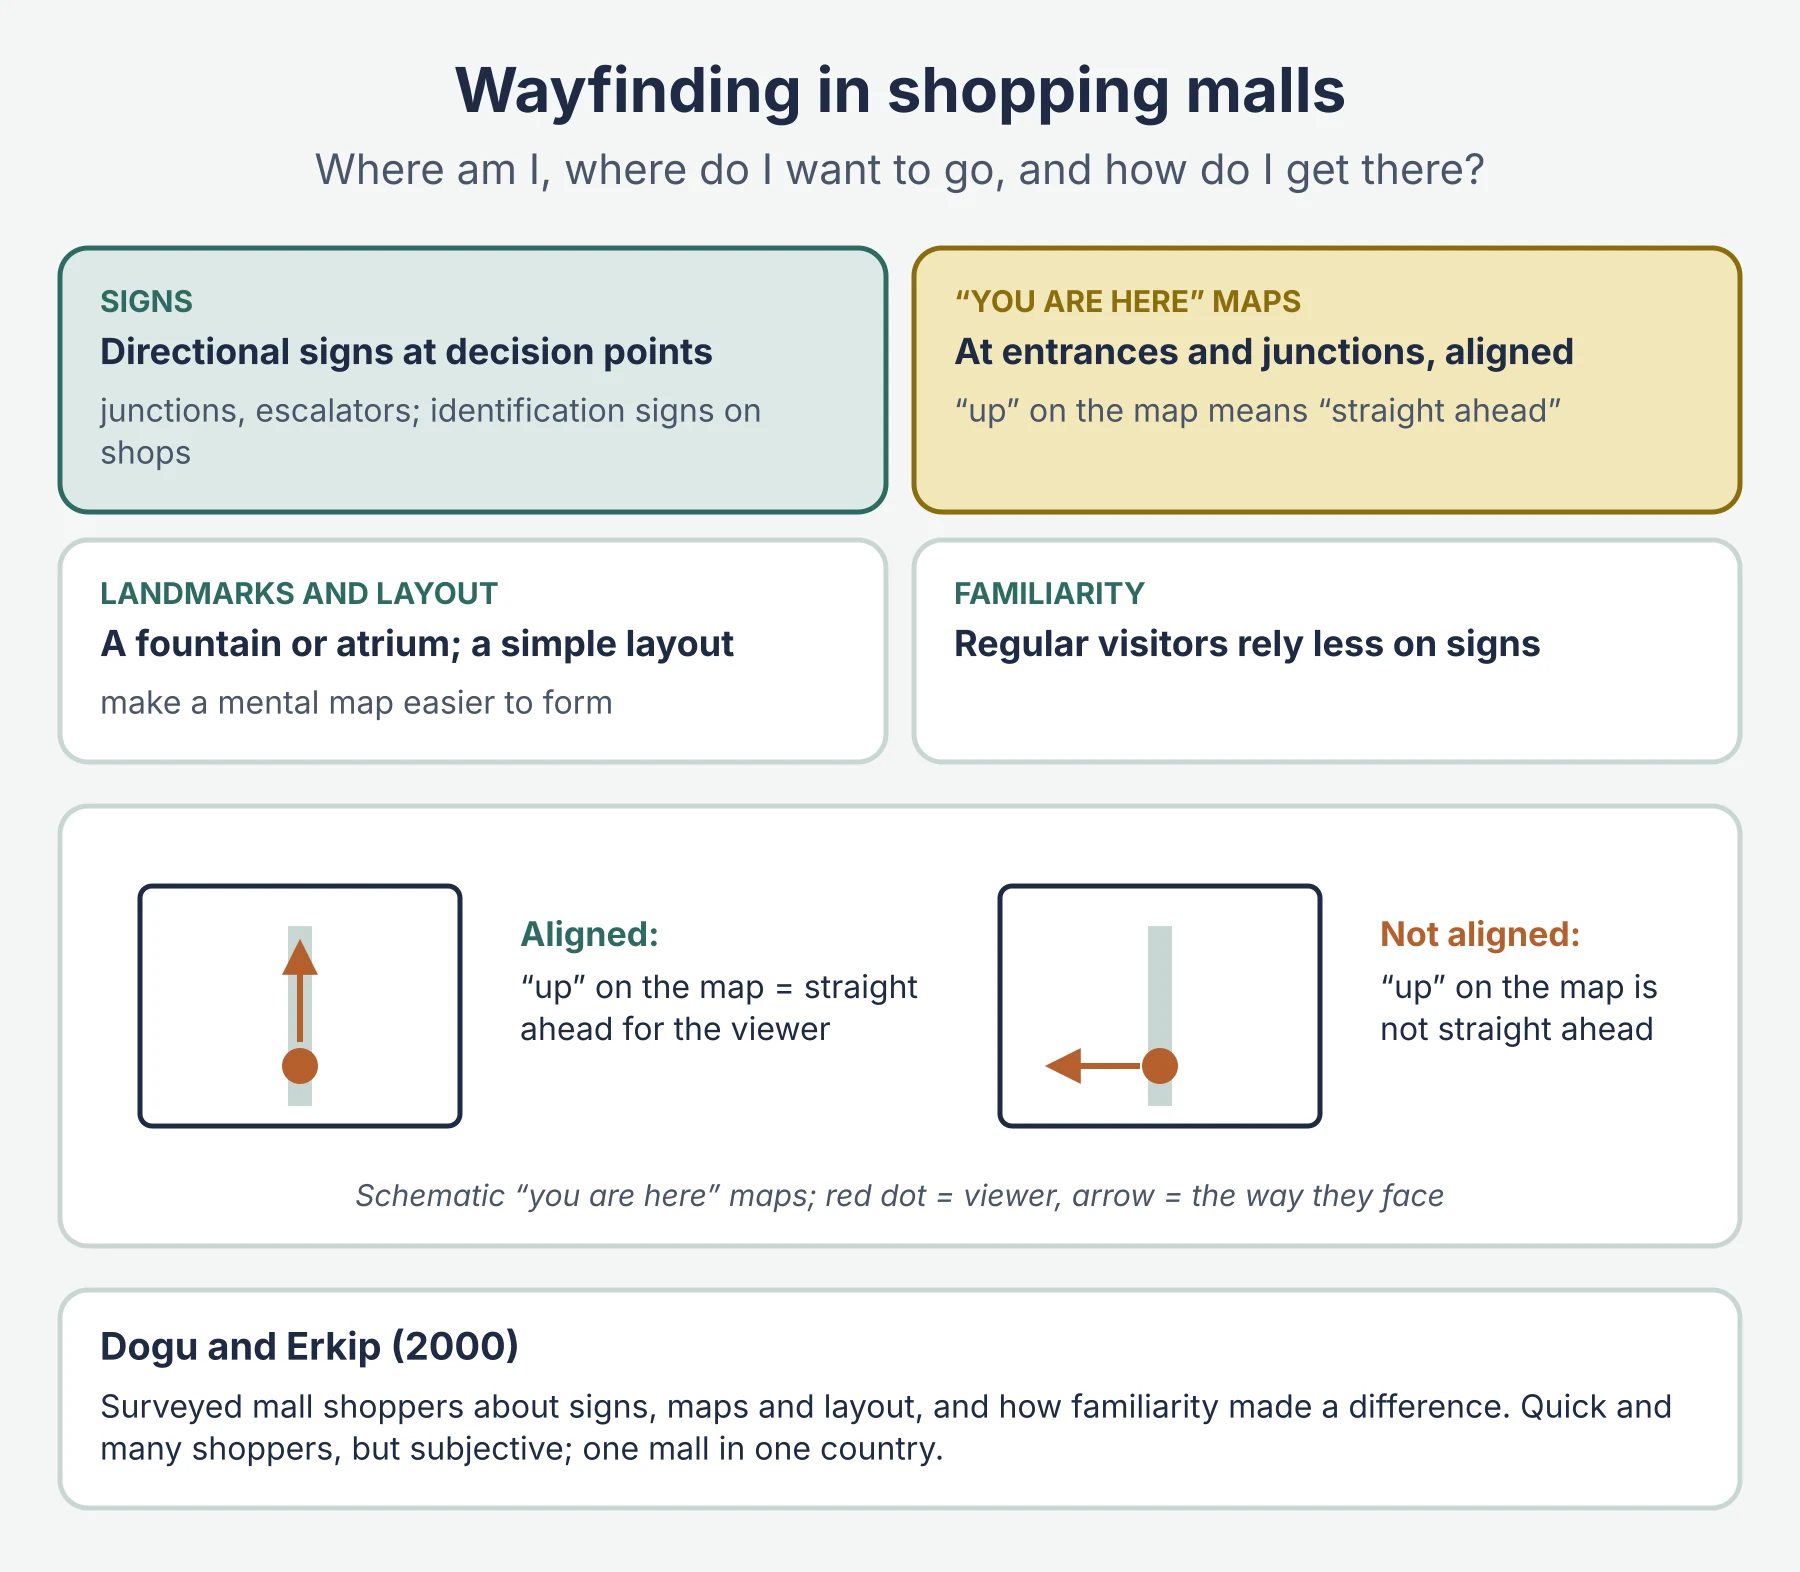 Wayfinding in shopping malls
Where am I, where do I want to go, and how do I get there?
SIGNS
Directional signs at decision points
junctions, escalators; identification signs on
shops
“YOU ARE HERE” MAPS
At entrances and junctions, aligned
“up” on the map means “straight ahead”
LANDMARKS AND LAYOUT
A fountain or atrium; a simple layout
make a mental map easier to form
FAMILIARITY
Regular visitors rely less on signs
Aligned:
“up” on the map = straight
ahead for the viewer
Not aligned:
“up” on the map is
not straight ahead
Schematic “you are here” maps; red dot = viewer, arrow = the way they face
Dogu and Erkip (2000)
Surveyed mall shoppers about signs, maps and layout, and how familiarity made a difference. Quick and
many shoppers, but subjective; one mall in one country.